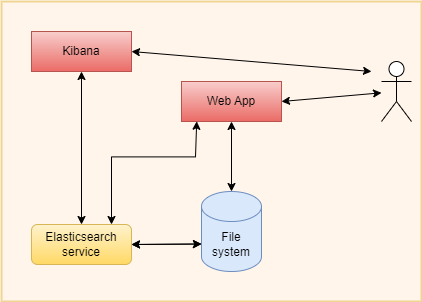 Kibana
Web App
Elasticsearch
service
File
system